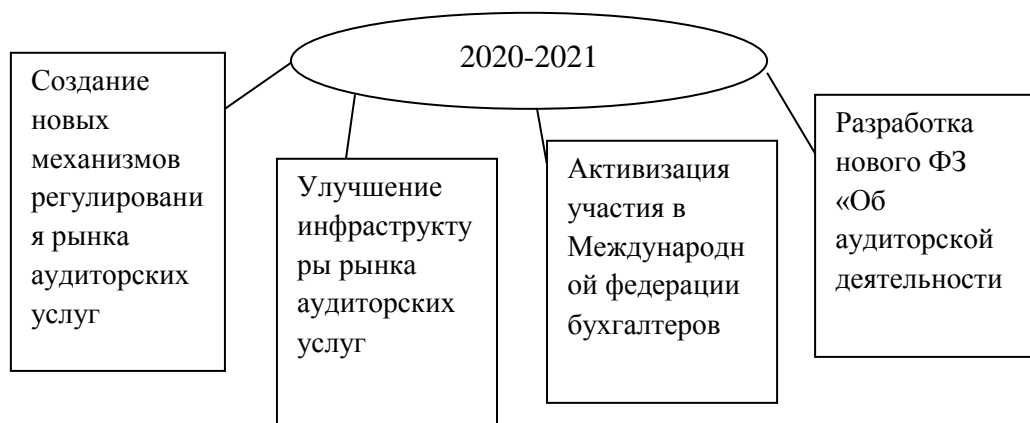 2020-2021
Создание
новых
механизмов
регулировани
я рынка
аудиторских
услуг
Улучшение
инфраструкту
ры рынка
аудиторских
услуг
Активизация
участия в
Международн
ой федерации
бухгалтеров
Разработка
нового ФЗ
«Об
аудиторской
деятельности